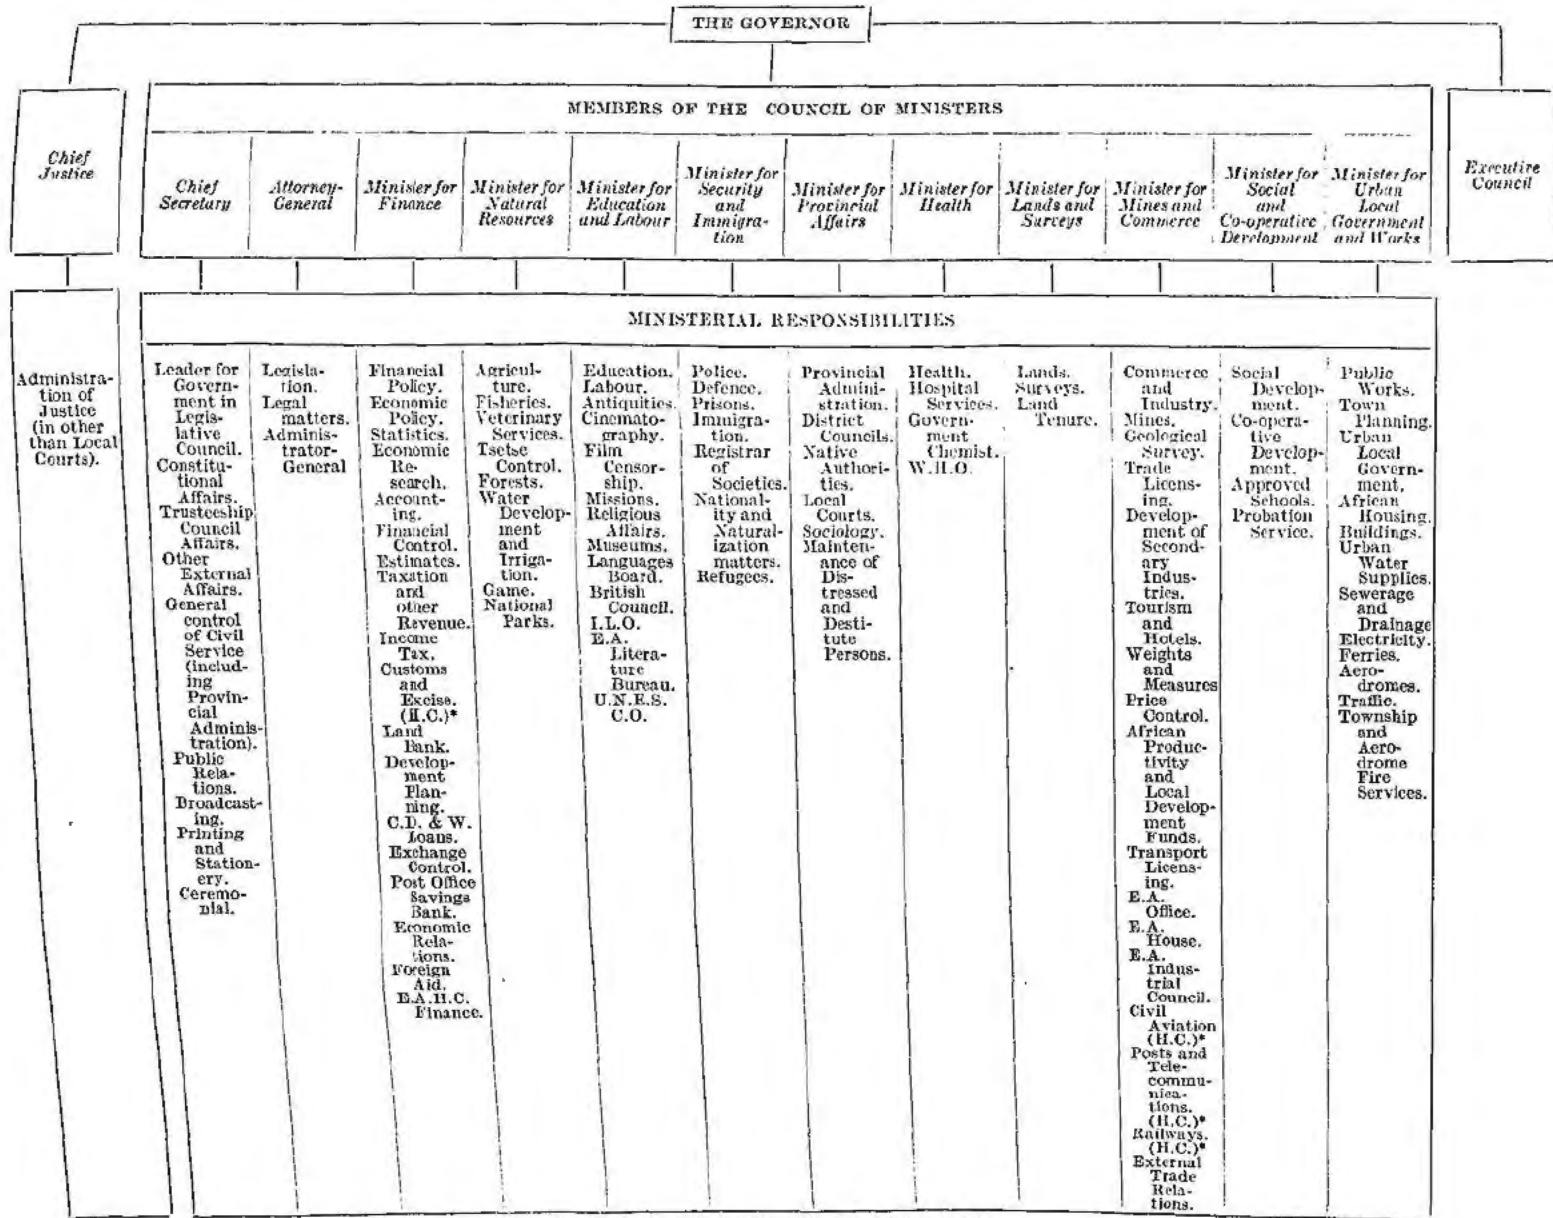 THE GOVERNOR
Chief
Justice
MEMBERS OF THE COUNCIL OF MINISTERS
Executive
Council
Chief
Secretary
Attorney-
General
Minister for
Finance
Minister for
Natural
Resources
Minister for
Education
and Labour
Minister for
Security
and
Immigra-
tion
Minister for
Provincial
Affairs
Minister for
Health
Minister for
Lands and
Surveys
Minister for
Mines and
Commerce
Minister for
Social
and
Co-operative
Development
Minister for
Urban
Local
Government
and Works
Administra-
tion of
Justice
(in other
than Local
Courts).
MINISTERIAL RESPONSIBILITIES
Leader for
Govern-
ment in
Legis-
lative
Council.
Constitu-
tional
Affairs.
Trusteeship
Council
Affairs.
Other
External
Affairs.
General
control
of Civil
Service
(includ-
ing
Provin-
cial
Adminis-
tration).
Public
Rela-
tions.
Broadcast-
ing.
Printing
and
Station-
ery.
Ceremo-
nial.
Legisla-
tion.
Legal
matters.
Adminis-
trator-
General
Financial
Policy.
Economic
Policy.
Statistics.
Economic
Re-
search.
Account-
ing.
Financial
Control.
Estimates.
Taxation
and
other
Revenue.
Income
Tax.
Customs
and
Excise.
(H.C.)*
Land
Bank.
Develop-
ment
Plan-
ning.
C.D. & W.
Loans.
Exchange
Control.
Post Office
Savings
Bank.
Economic
Rela-
tions.
Foreign
Aid.
E.A.H.C.
Finance.
Agricul-
ture.
Fisheries.
Veterinary
Services.
Tsetse
Control.
Forests.
Water
Develop-
ment
and
Irriga-
tion.
Game.
National
Parks.
Education.
Labour.
Antiquities.
Cinemato-
graphy.
Film
Censor-
ship.
Missions.
Religious
Affairs.
Museums.
Languages
Board.
British
Council.
I.L.O.
E.A.
Litera-
ture
Bureau.
U.N.E.S.
C.O.
Police.
Defence.
Prisons.
Immigra-
tion.
Registrar
of
Societies.
National-
ity and
Natural-
ization
matters.
Refugees.
Provincial
Admini-
stration.
District
Councils.
Native
Authori-
ties.
Local
Courts.
Sociology.
Mainten-
ance of
Dis-
tressed
and
Desti-
tute
Persons.
Health.
Hospital
Services.
Govern-
ment
Chemist.
W.H.O.
Lands.
Surveys.
Land
Tenure.
Commerce
and
Industry.
Mines.
Geological
Survey.
Trade
Licens-
ing.
Develop-
ment of
Second-
ary
Indus-
tries.
Tourism
and
Hotels.
Weights
and
Measures
Price
Control.
African
Produc-
tivity
and
Local
Develop-
ment
Funds.
Transport
Licens-
ing.
E.A.
Office.
E.A.
House.
E.A.
Indus-
trial
Council.
Civil
Aviation
(H.C.)*
Posts and
Tele-
commu-
nica-
tions.
(H.C.)*
Railways.
(H.C.)*
External
Trade
Rela-
tions.
Social
Develop-
ment.
Co-opera-
tive
Develop-
ment.
Approved
Schools.
Probation
Service.
Public
Works.
Town
Planning.
Urban
Local
Govern-
ment.
African
Housing.
Buildings.
Urban
Water
Supplies.
Sewerage
and
Drainage
Electricity.
Ferries.
Aero-
dromes.
Traffic.
Township
and
Aero-
drome
Fire
Services.